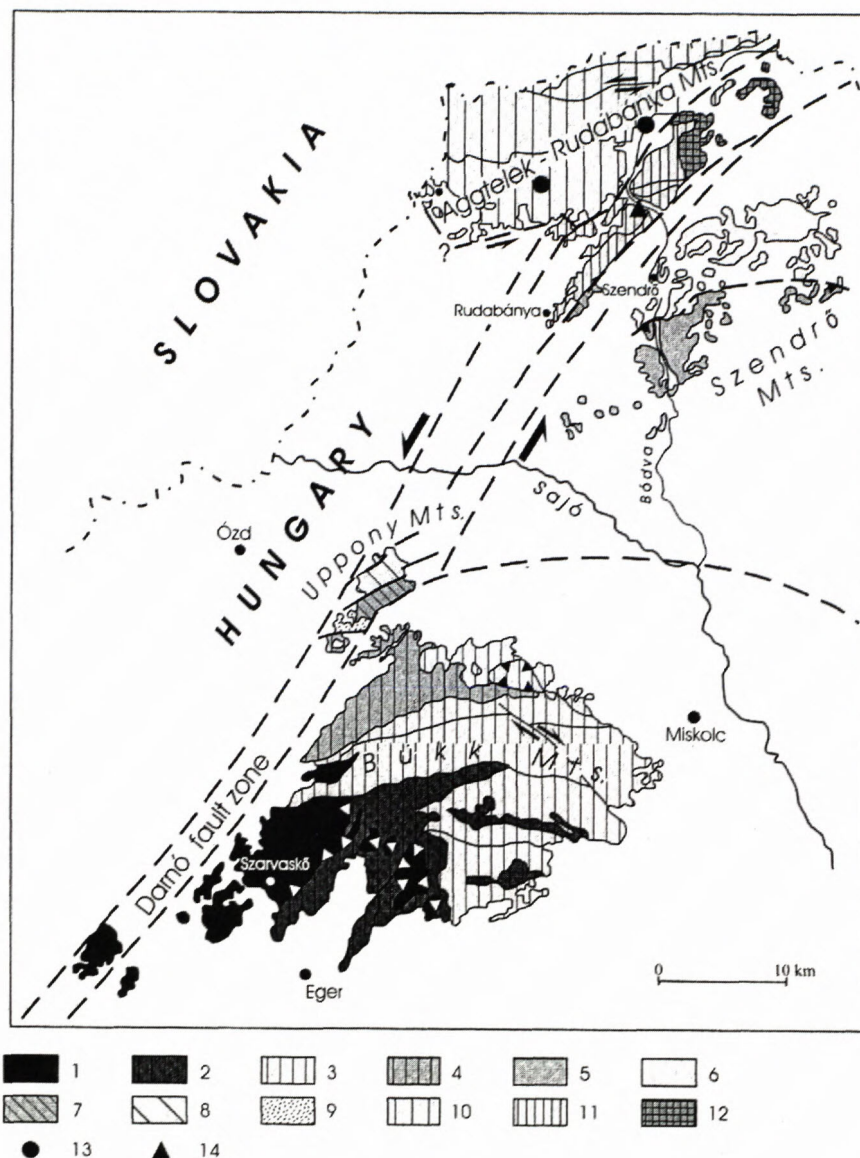 SLOVAKIA
Aggtelek - Rudabánya Mts.
?
Rudabánya
Szendrő
Szendrő
Mts.
HUNGARY
Sajó
Bódva
Ózd
Uppony Mts.
Miskolc
Bükk Mts.
Darnó fault zone
Szarvaskő
Eger
0 10 km
1 2 3 4 5 6
7 8 9 10 11 12
13 14